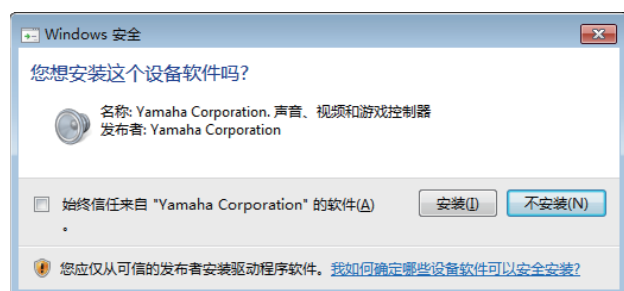 Windows 安全
您想安装这个设备软件吗?
名称: Yamaha Corporation. 声音、视频和游戏控制器
发布者: Yamaha Corporation
始终信任来自 "Yamaha Corporation" 的软件(A)
。
安装(I)
不安装(N)
您应仅从可信的发布者安装驱动程序软件。我如何确定哪些设备软件可以安全安装?